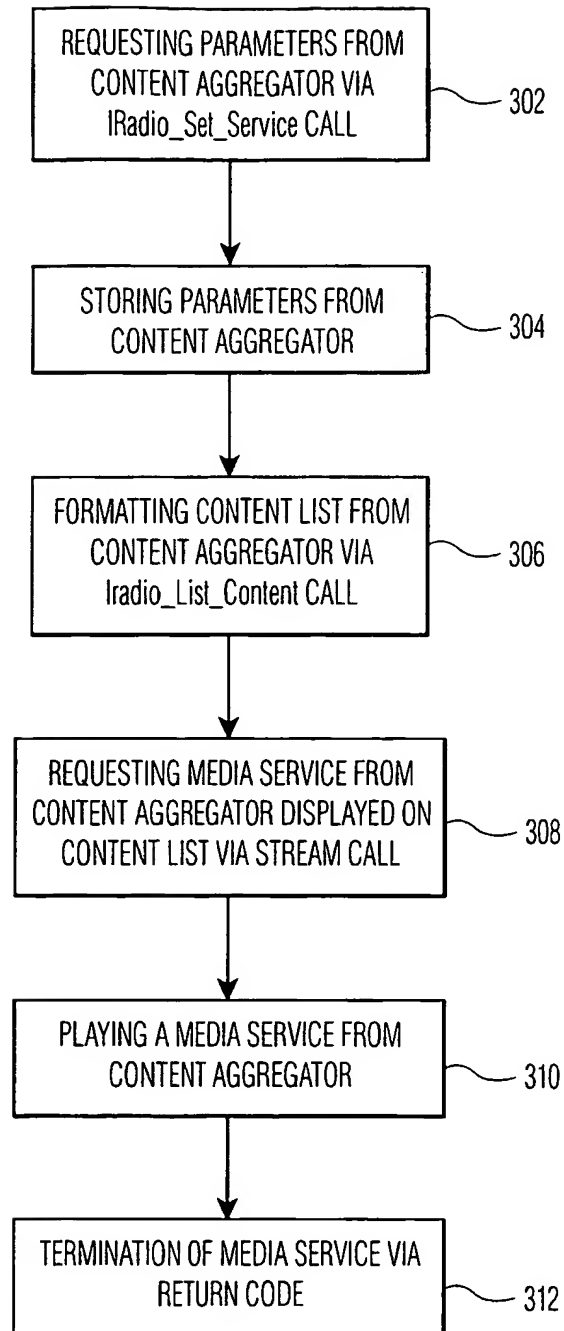 REQUESTING PARAMETERS FROM
CONTENT AGGREGATOR VIA
IRadio_Set_Service CALL
302
STORING PARAMETERS FROM
CONTENT AGGREGATOR
304
FORMATTING CONTENT LIST FROM
CONTENT AGGREGATOR VIA
Iradio_List_Content CALL
306
REQUESTING MEDIA SERVICE FROM
CONTENT AGGREGATOR DISPLAYED ON
CONTENT LIST VIA STREAM CALL
308
PLAYING A MEDIA SERVICE FROM
CONTENT AGGREGATOR
310
TERMINATION OF MEDIA SERVICE VIA
RETURN CODE
312